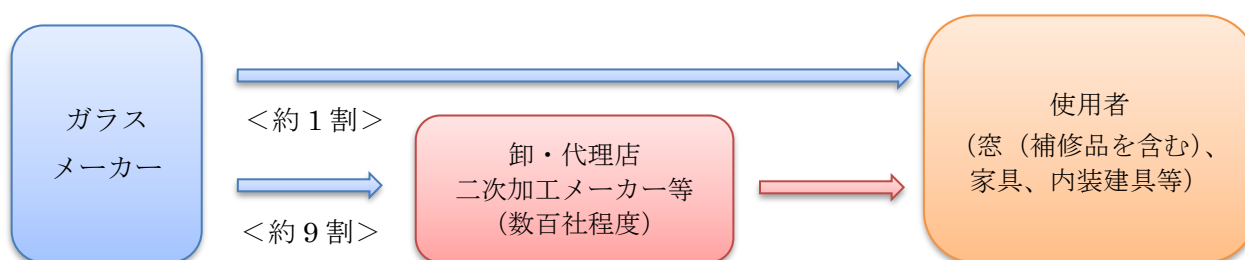 ガラス
メーカー
＜約 1 割＞
＜約 9 割＞
卸・代理店
二次加工メーカー等
（数百社程度）
使用者
（窓（補修品を含む）、
家具、内装建具等）